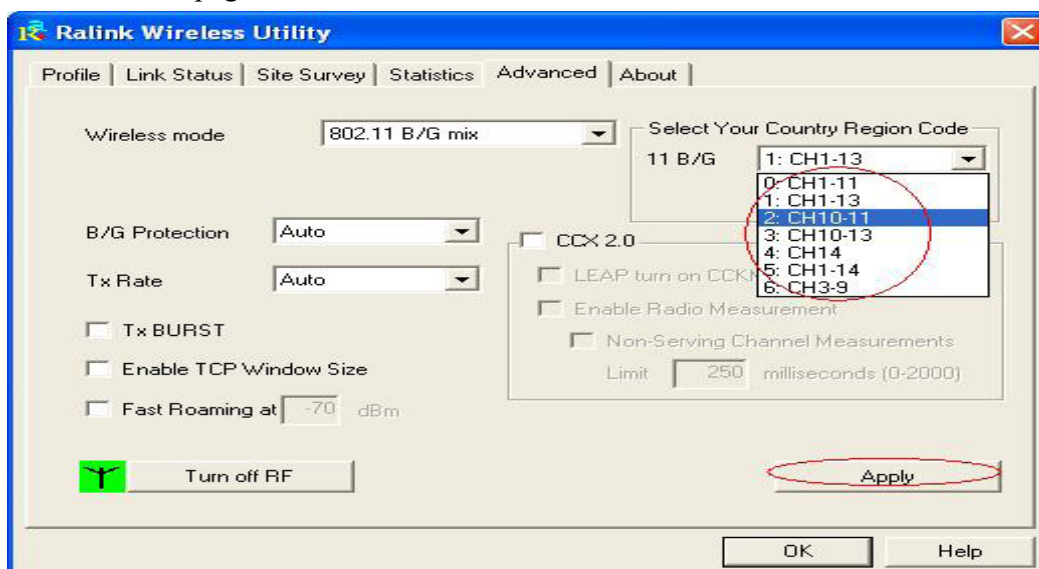 Ralink Wireless Utility
Profile Link Status Site Survey Statistics Advanced About
Wireless mode 802.11 B/G mix
Select Your Country Region Code
11 B/G 1: CH1-13
0: CH1-11
1: CH1-13
2: CH10-11
3: CH10-13
4: CH14
5: CH1-14
6: CH3-9
B/G Protection Auto
Tx Rate Auto
Tx BURST
Enable TCP Window Size
Fast Roaming at -70 dBm
CCX 2.0
LEAP turn on
Enable Radio Measurement
Non-Serving Channel Measurements
Limit 250 milliseconds (0-2000)
Turn off RF
Apply
OK Help